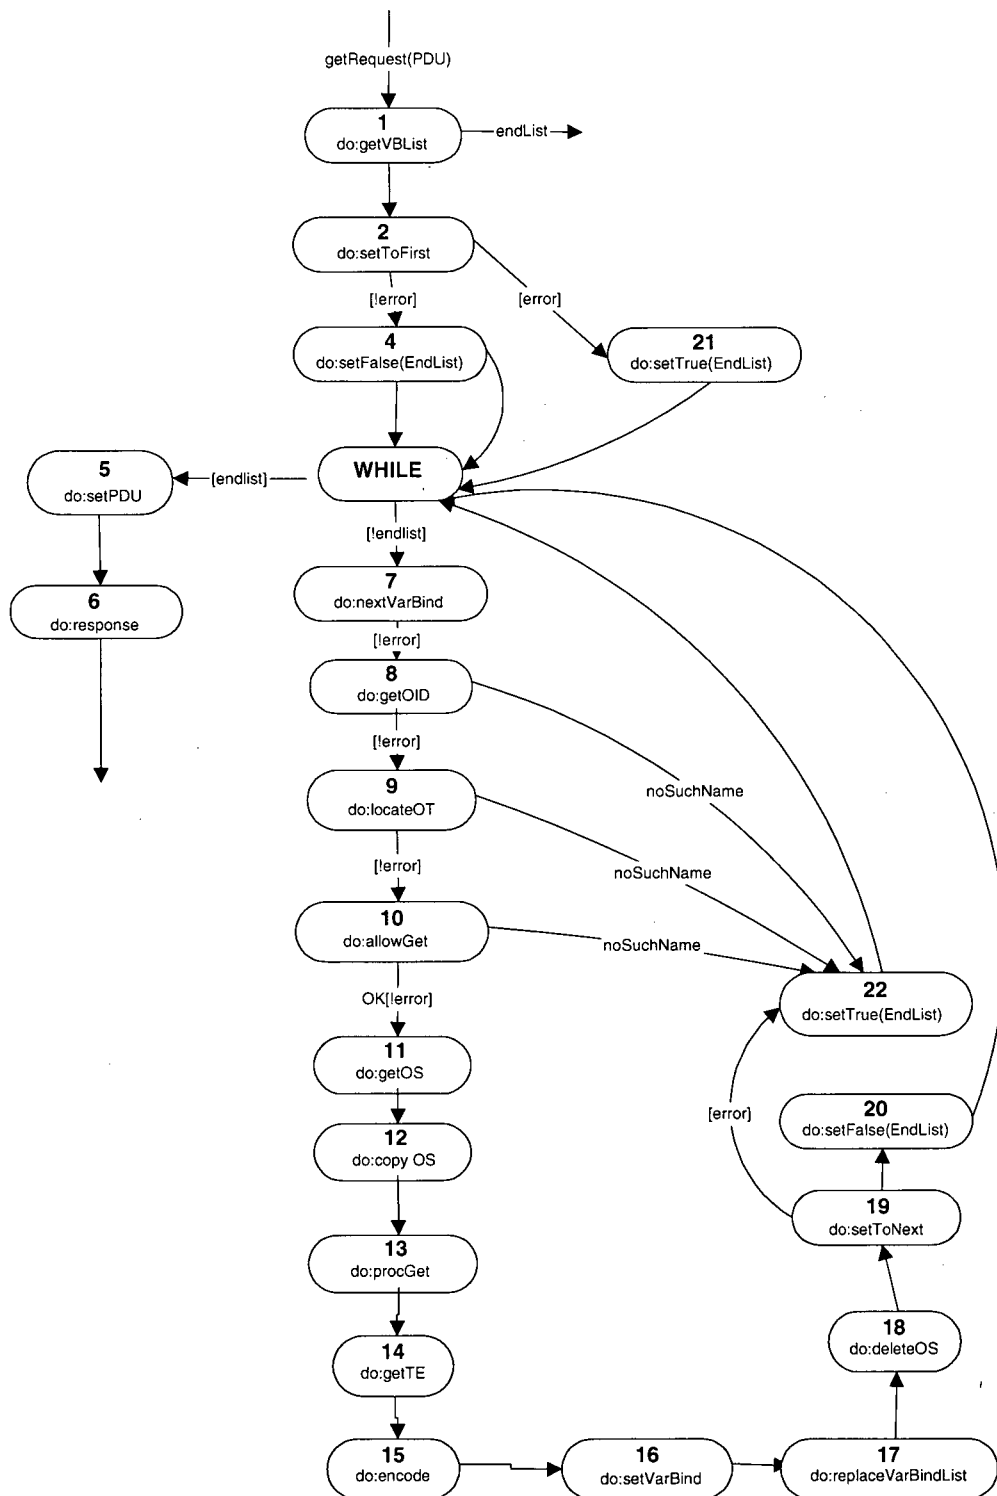 getRequest(PDU)
1
do:getVBList
endList
2
do:setToFirst
[!error]
[error]
4
do:setFalse(EndList)
21
do:setTrue(EndList)
WHILE
5
do:setPDU
[endlist]
[!endlist]
6
do:response
7
do:nextVarBind
[!error]
8
do:getOID
[!error]
noSuchName
9
do:locateOT
[!error]
noSuchName
10
do:allowGet
noSuchName
OK[!error]
22
do:setTrue(EndList)
11
do:getOS
[error]
20
do:setFalse(EndList)
12
do:copy OS
19
do:setToNext
13
do:procGet
18
do:deleteOS
14
do:getTE
15
do:encode
16
do:setVarBind
17
do:replaceVarBindList